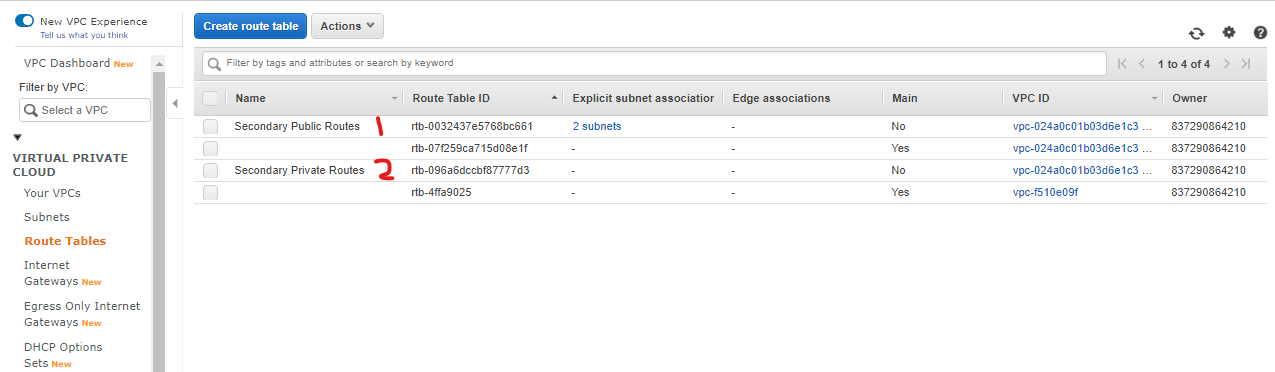 New VPC Experience
Tell us what you think
VPC Dashboard New
Filter by VPC:
Select a VPC
VIRTUAL PRIVATE
CLOUD
Your VPCs
Subnets
Route Tables
Internet
Gateways New
Egress Only Internet
Gateways New
DHCP Options
Sets New
Create route table Actions
Filter by tags and attributes or search by keyword
1 to 4 of 4
Name Route Table ID Explicit subnet association Edge associations Main VPC ID Owner
Secondary Public Routes 1 rtb-0032437e5768bc661 2 subnets - No vpc-024a0c01b03d6e1c3 ... 837290864210
rtb-07f259ca715d08e1f - - Yes vpc-024a0c01b03d6e1c3 ... 837290864210
Secondary Private Routes 2 rtb-096a6dccbf87777d3 - - No vpc-024a0c01b03d6e1c3 ... 837290864210
rtb-4ffa9025 - - Yes vpc-f510e09f 837290864210